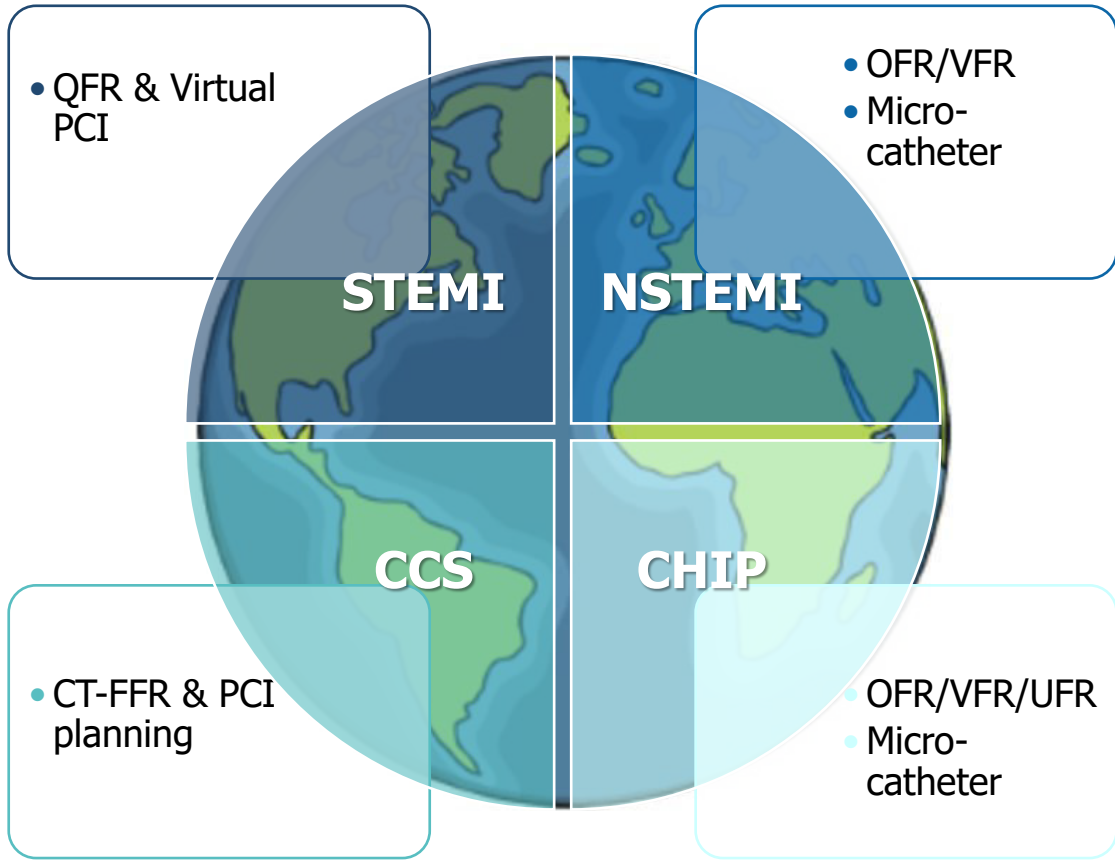 • QFR & Virtual
PCI
• OFR/VFR
• Micro-
catheter
STEMI
NSTEMI
CCS
CHIP
• CT-FFR & PCI
planning
• OFR/VFR/UFR
• Micro-
catheter